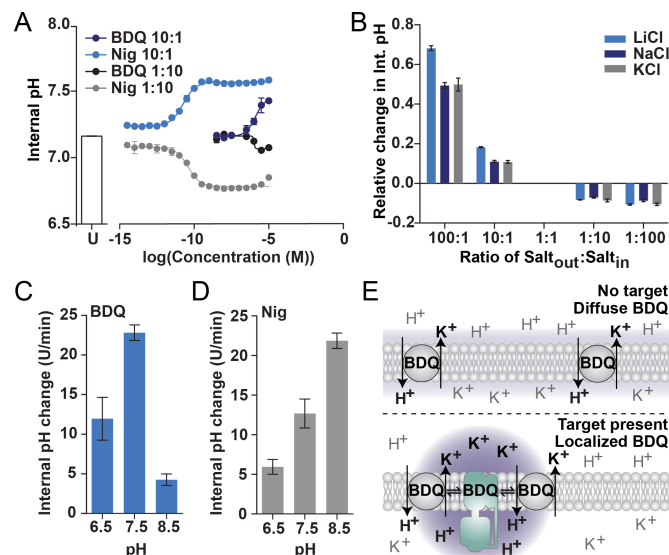 A
8.0
7.5
7.0
6.5
Internal pH
BDQ 10:1
Nig 10:1
BDQ 1:10
Nig 1:10
U
-15
-10
-5
0
log(Concentration (M))
B
0.8
0.6
0.4
0.2
0.0
-0.2
Relative change in Int. pH
LiCl
NaCl
KCl
100:1
10:1
1:1
1:10
1:100
Ratio of Saltout:Saltin
C
BDQ
25
20
15
10
5
0
Internal pH change (U/min)
6.5
7.5
8.5
pH
D
Nig
25
20
15
10
5
0
Internal pH change (U/min)
6.5
7.5
8.5
pH
E
No target
Diffuse BDQ
H+
H+
H+
H+
H+
K+
K+
BDQ
BDQ
H+
K+
K+
K+
H+
K+
Target present
Localized BDQ
H+
K+
K+
K+
K+
K+
H+
H+
BDQ
BDQ
BDQ
H+
H+
H+
H+
K+
K+